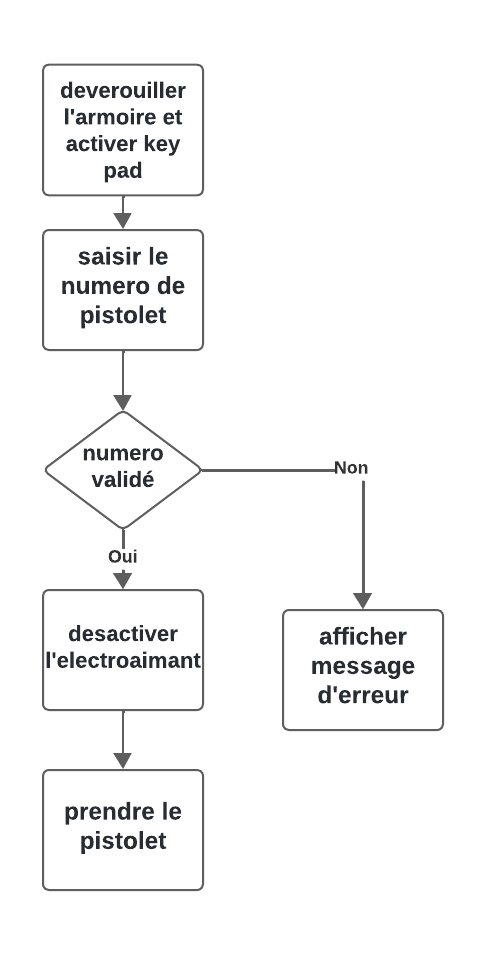 deverouiller
l'armoire et
activer key
pad
saisir le
numero de
pistolet
numero
validé
Non
Oui
desactiver
l'electroaimant
afficher
message
d'erreur
prendre le
pistolet